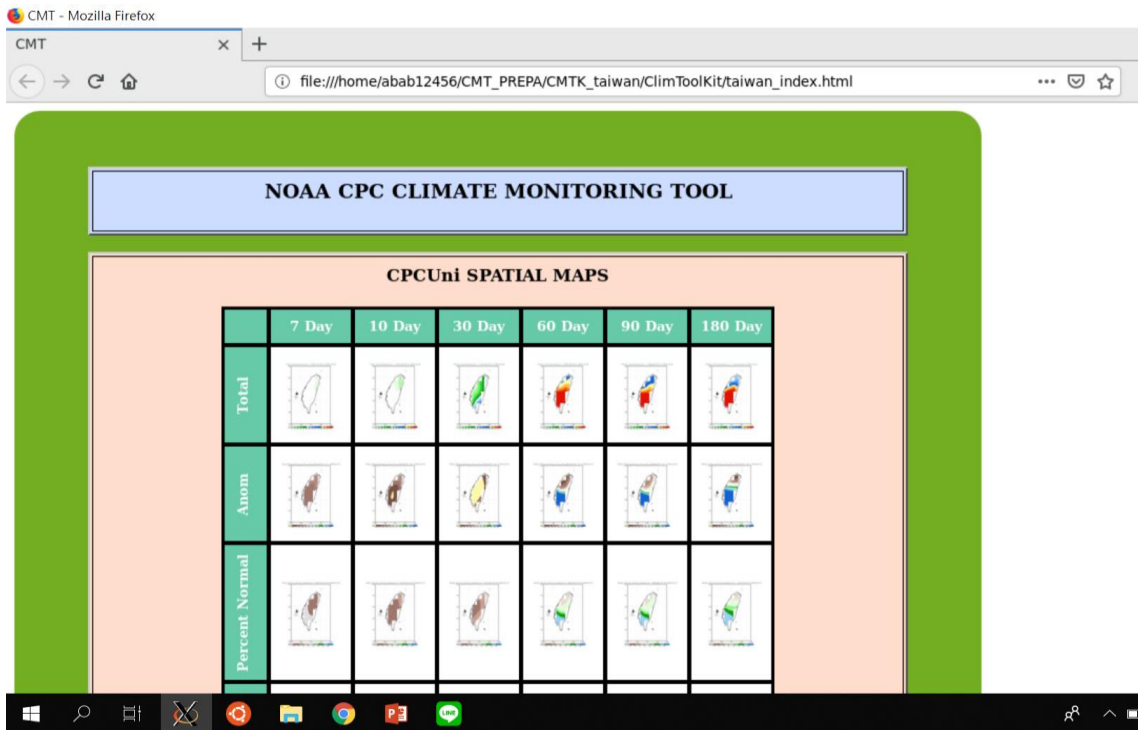 CMT - Mozilla Firefox
CMT
file:///home/abab12456/CMT_PREPA/CMTK_taiwan/ClimToolKit/taiwan_index.html
NOAA CPC CLIMATE MONITORING TOOL
CPCUni SPATIAL MAPS
7 Day 10 Day 30 Day 60 Day 90 Day 180 Day
Total
Anom
Percent Normal
LINE